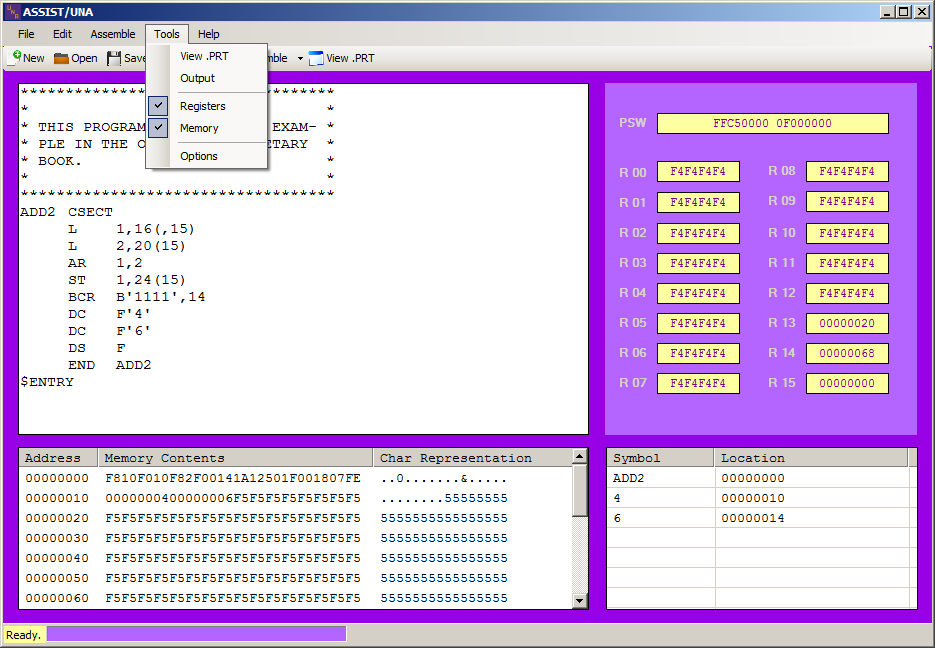 ASSIST/UNA
File Edit Assemble Tools Help
New Open Save mble View .PRT
View .PRT
Output
Registers
Memory
Options
***********************************
* *
* THIS PROGRAM EXAM- *
* PLE IN THE O ETARY *
* BOOK. *
* *
***********************************
ADD2 CSECT
L 1,16(,15)
L 2,20(15)
AR 1,2
ST 1,24(15)
BCR B'1111',14
DC F'4'
DC F'6'
DS F
END ADD2
$ENTRY
PSW FFC50000 0F000000
R 00 F4F4F4F4 R 08 F4F4F4F4
R 01 F4F4F4F4 R 09 F4F4F4F4
R 02 F4F4F4F4 R 10 F4F4F4F4
R 03 F4F4F4F4 R 11 F4F4F4F4
R 04 F4F4F4F4 R 12 F4F4F4F4
R 05 F4F4F4F4 R 13 00000020
R 06 F4F4F4F4 R 14 00000068
R 07 F4F4F4F4 R 15 00000000
Address Memory Contents Char Representation
00000000 F810F010F82F00141A12501F001807FE ..0.......&.....
00000010 0000000400000006F5F5F5F5F5F5F5F5 ........55555555
00000020 F5F5F5F5F5F5F5F5F5F5F5F5F5F5F5F5 5555555555555555
00000030 F5F5F5F5F5F5F5F5F5F5F5F5F5F5F5F5 5555555555555555
00000040 F5F5F5F5F5F5F5F5F5F5F5F5F5F5F5F5 5555555555555555
00000050 F5F5F5F5F5F5F5F5F5F5F5F5F5F5F5F5 5555555555555555
00000060 F5F5F5F5F5F5F5F5F5F5F5F5F5F5F5F5 5555555555555555
Symbol Location
ADD2 00000000
4 00000010
6 00000014
Ready.